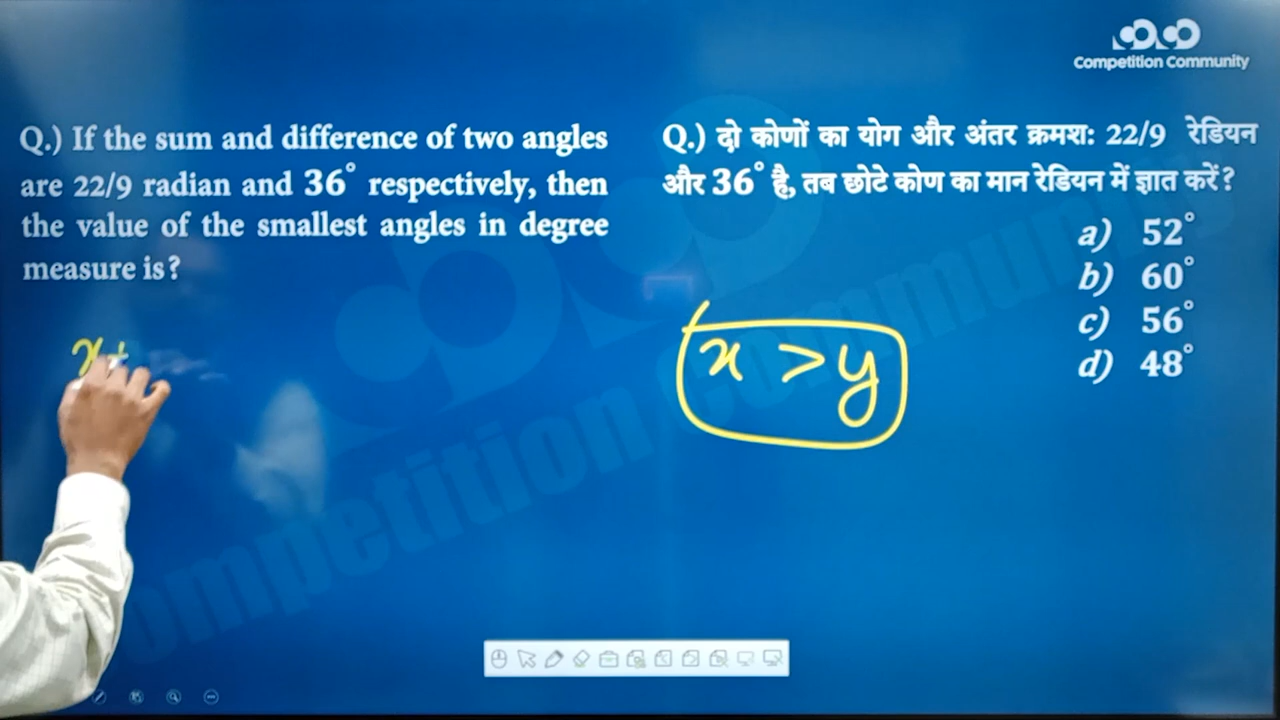 Competition Community
Q.) If the sum and difference of two angles
are 22/9 radian and 36° respectively, then
the value of the smallest angles in degree
measure is?
Q.) दो कोणों का योग और अंतर क्रमश: 22/9 रेडियन
और 36° है, तब छोटे कोण का मान रेडियन में ज्ञात करें?
a) 52°
b) 60°
c) 56°
d) 48°
x +
x > y
Competition Community